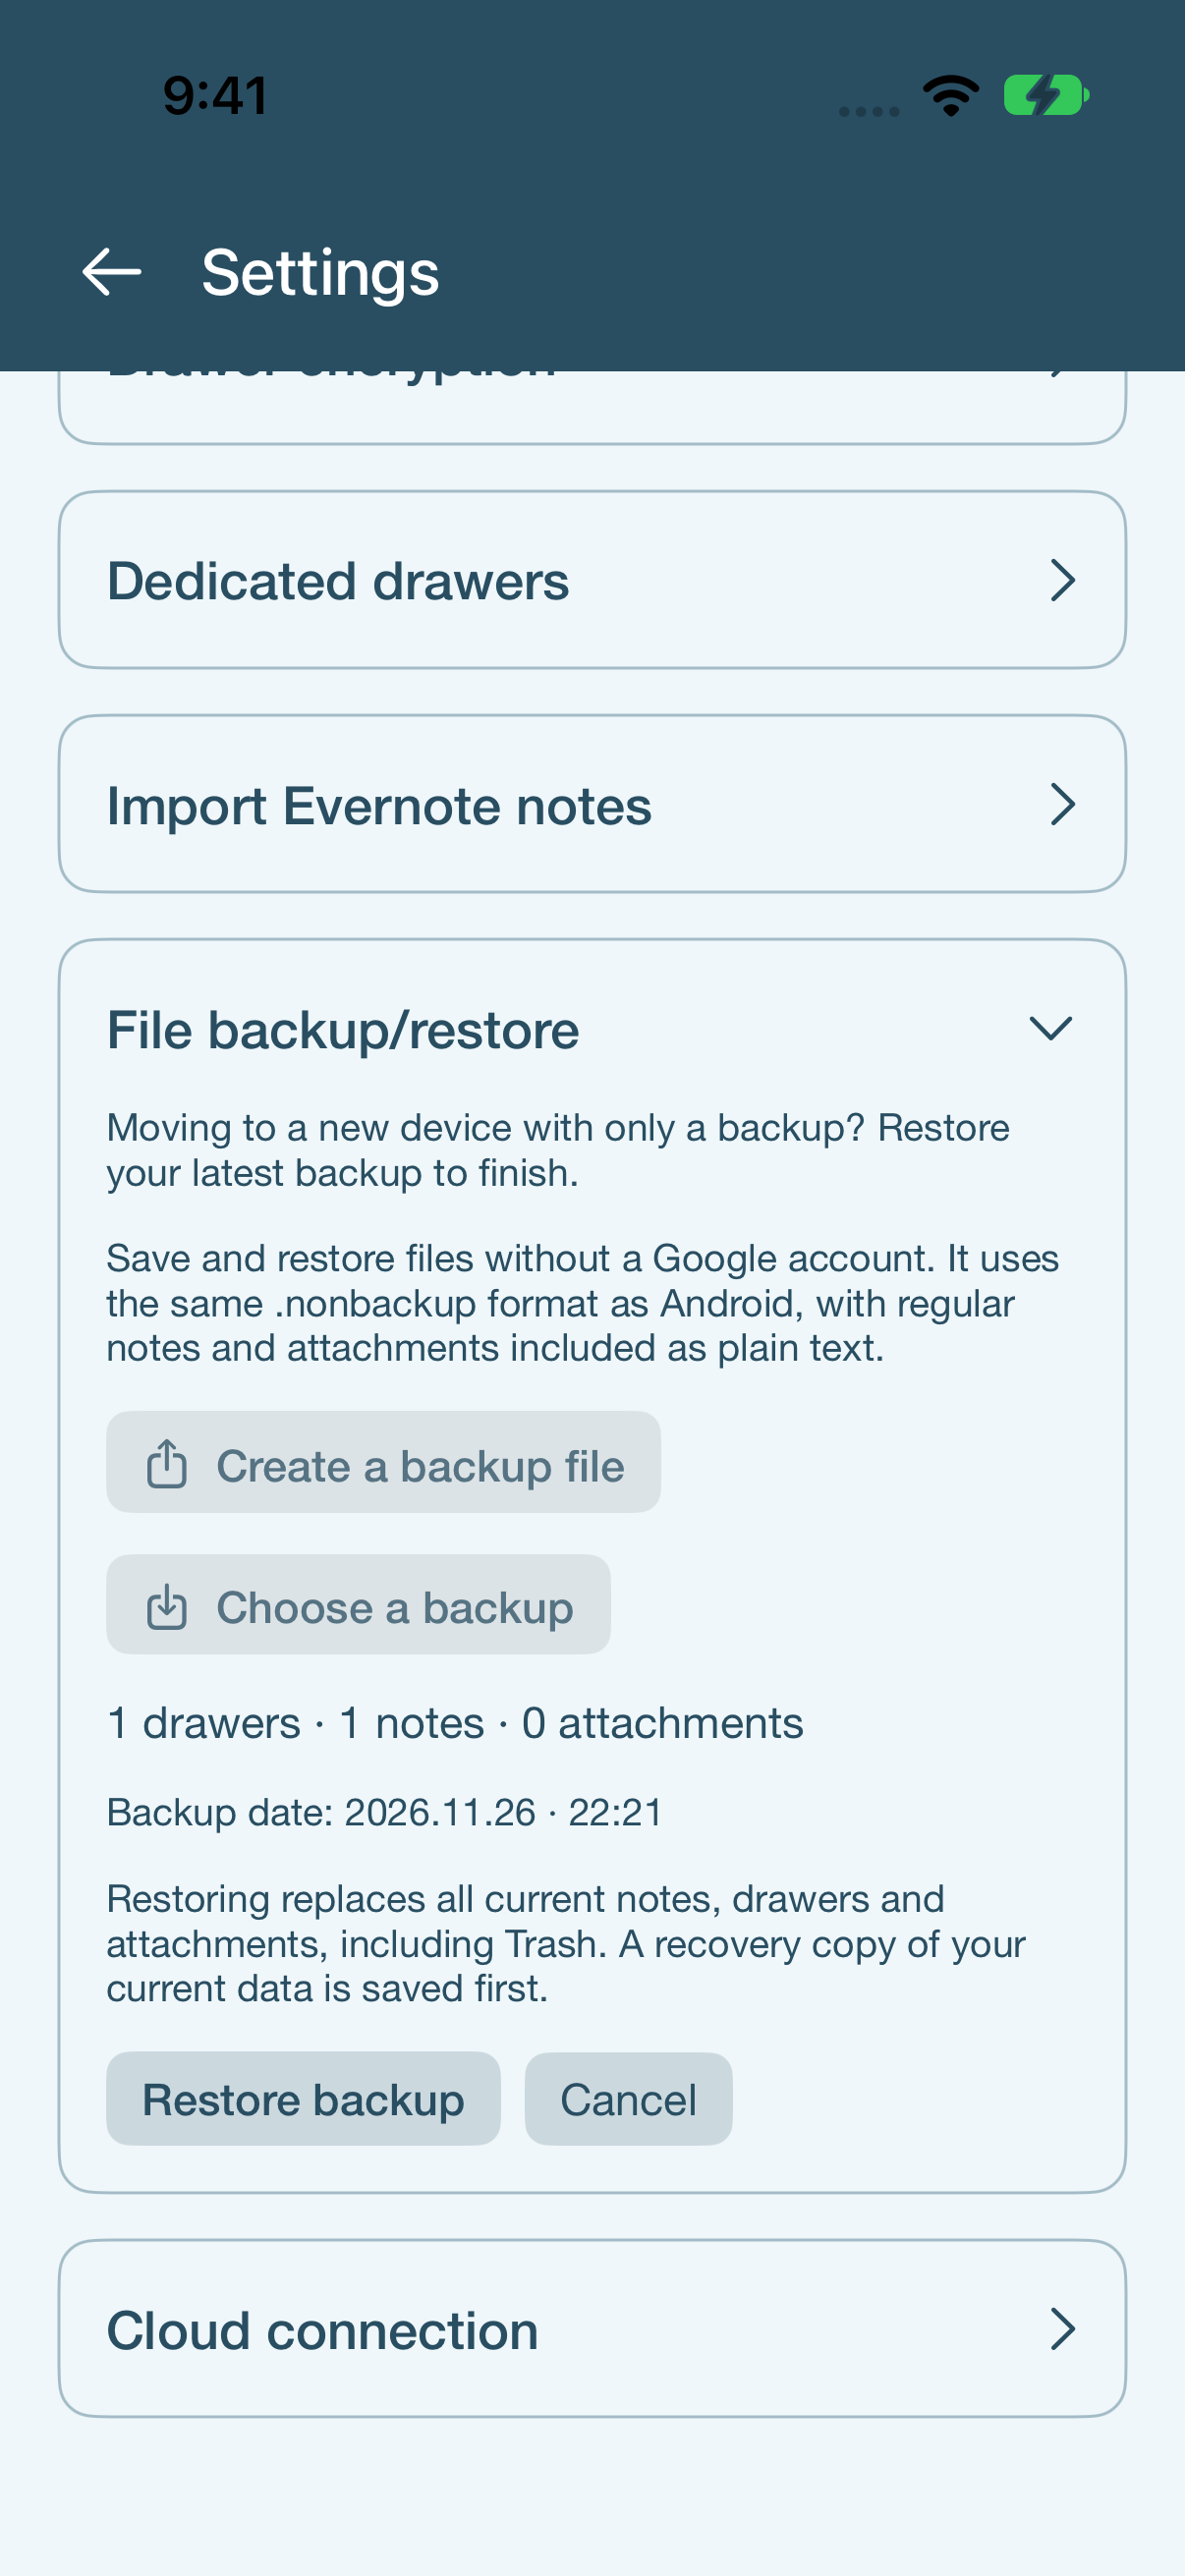 9:41
Settings
Drawer encryption
Dedicated drawers
Import Evernote notes
File backup/restore
Moving to a new device with only a backup? Restore
your latest backup to finish.
Save and restore files without a Google account. It uses
the same .nonbackup format as Android, with regular
notes and attachments included as plain text.
Create a backup file
Choose a backup
1 drawers · 1 notes · 0 attachments
Backup date: 2026.11.26 · 22:21
Restoring replaces all current notes, drawers and
attachments, including Trash. A recovery copy of your
current data is saved first.
Restore backup
Cancel
Cloud connection